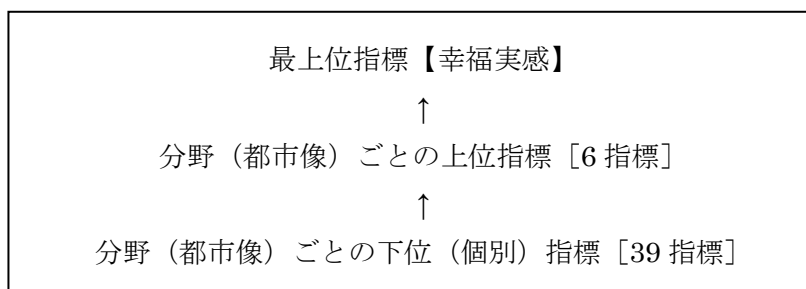 最上位指標【幸福実感】
↑
分野（都市像）ごとの上位指標［6 指標］
↑
分野（都市像）ごとの下位（個別）指標［39 指標］